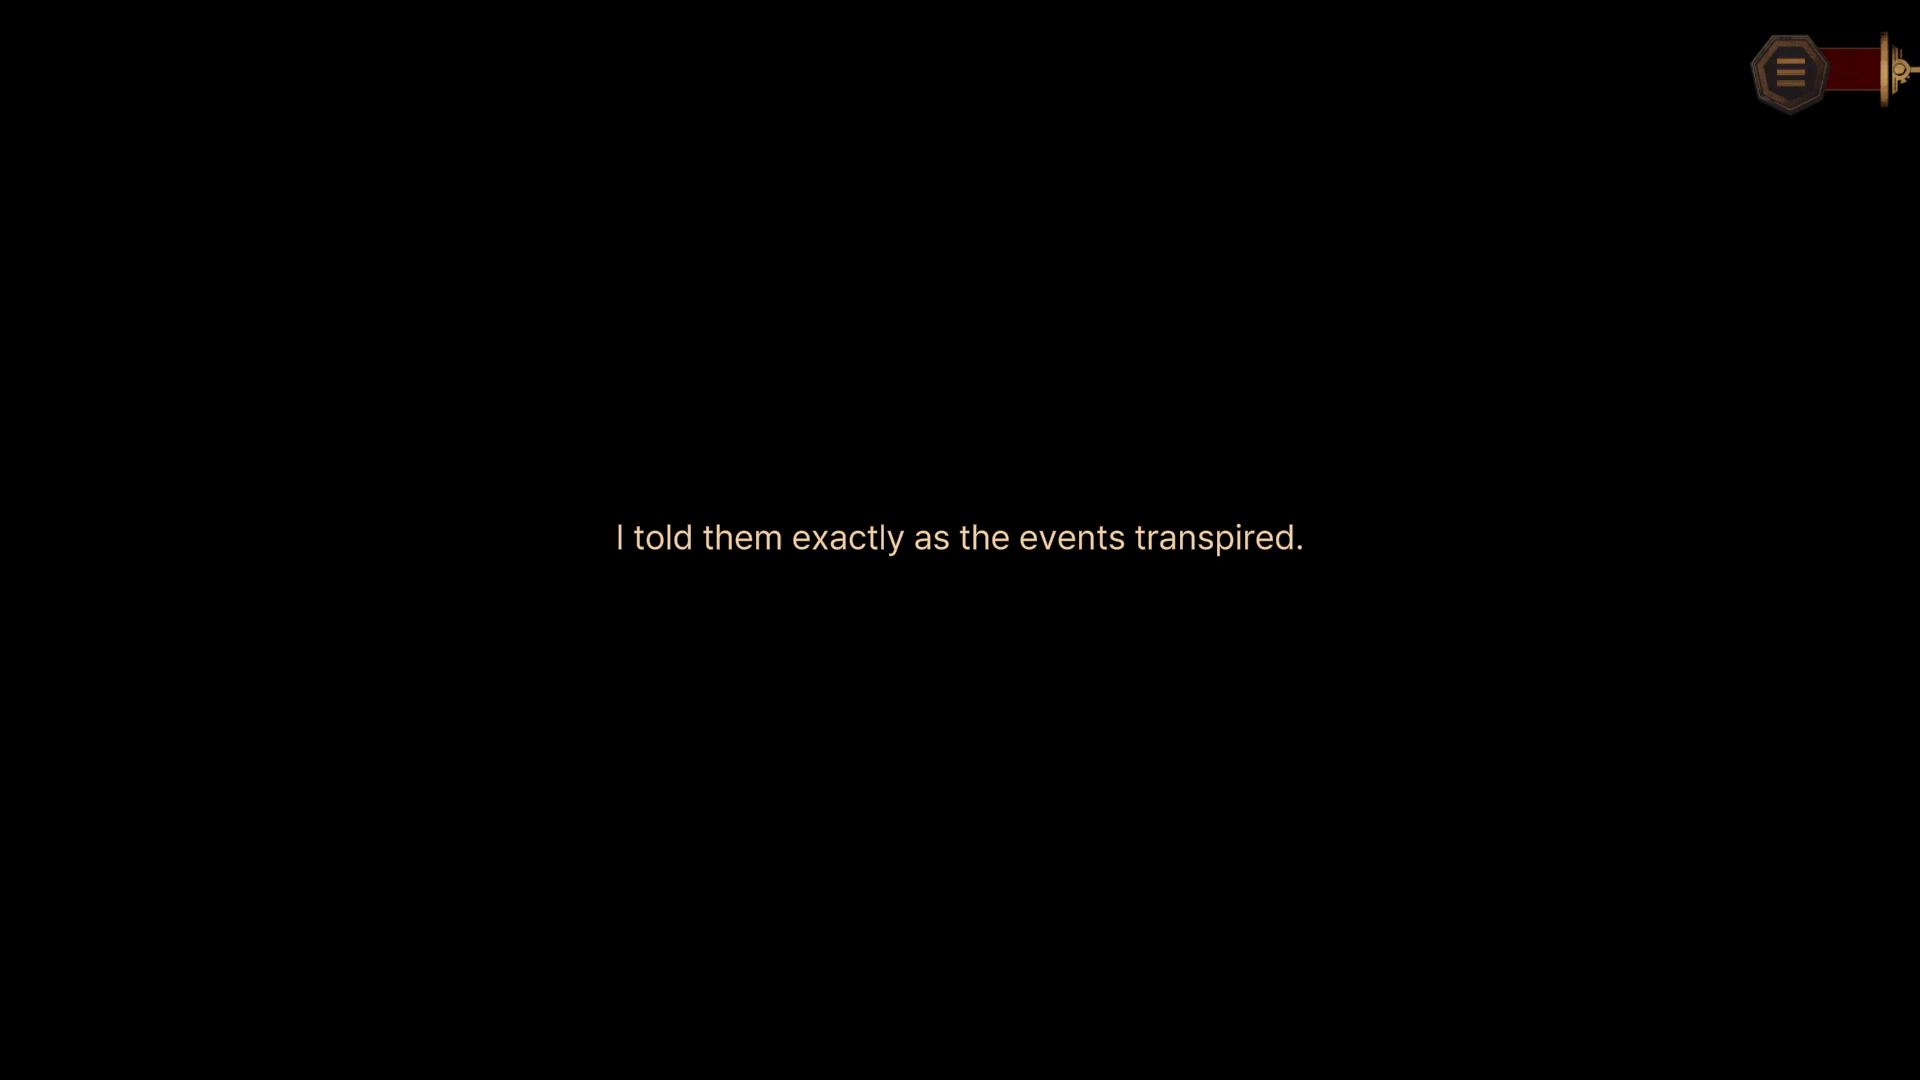 I told them exactly as the events transpired.